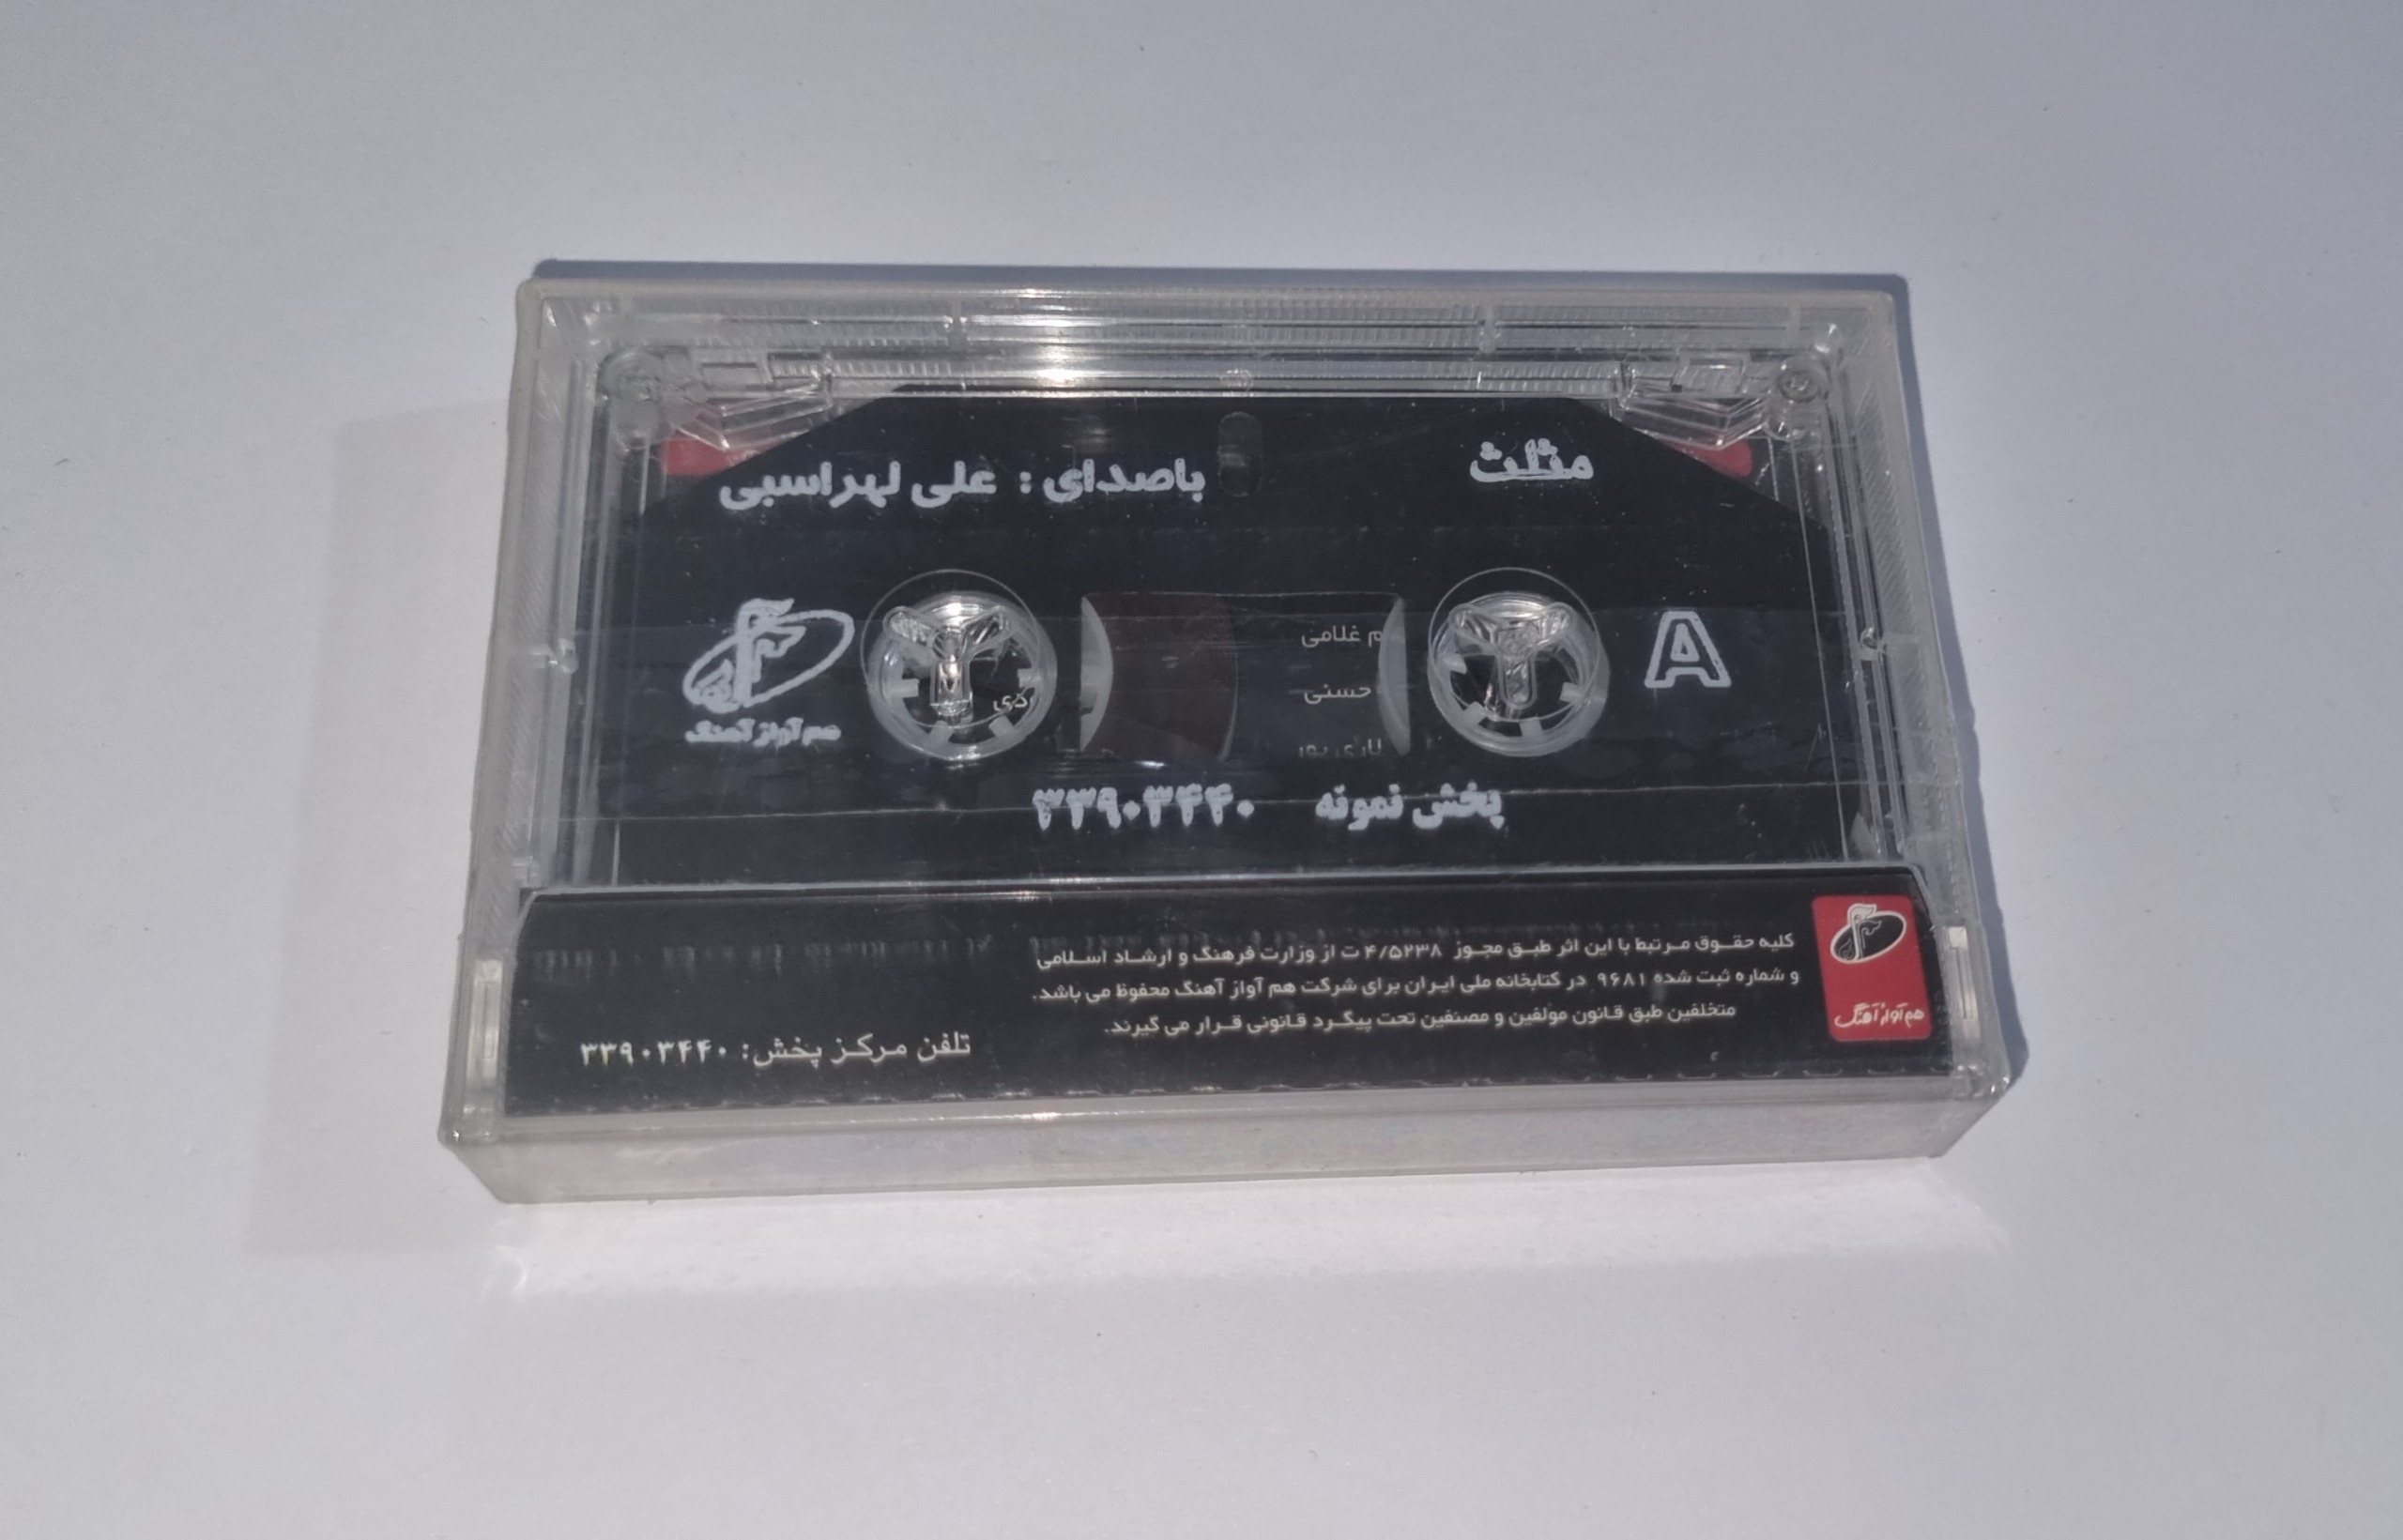 مثلث
باصدای : علی لهراسبی
A
هم آواز آهنگ
م غلامی
حسنی
دی
پخش نمونه ۳۳۹۰۳۴۴۰
کلیه حقوق مرتبط با این اثر طبق مجوز ۴/۵۲۳۸ ت از وزارت فرهنگ و ارشاد اسلامی
و شماره ثبت شده ۹۶۸۱ در کتابخانه ملی ایران برای شرکت هم آواز آهنگ محفوظ می باشد.
متخلفین طبق قانون مولفین و مصنفین تحت پیگرد قانونی قرار می گیرند.
هم آواز آهنگ
تلفن مرکز پخش: ۳۳۹۰۳۴۴۰